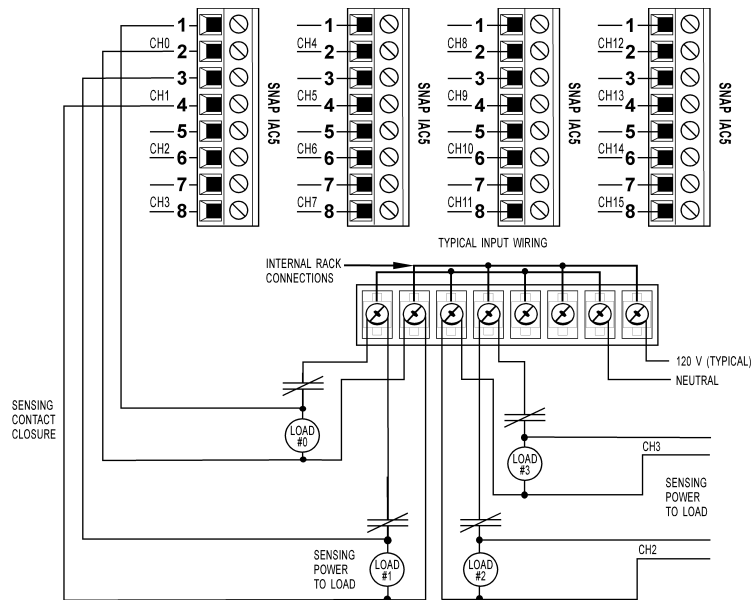 1
CH0
2
3
CH1
4
5
CH2
6
7
CH3
8
SNAP IAC5
1
CH4
2
3
CH5
4
5
CH6
6
7
CH7
8
SNAP IAC5
1
CH8
2
3
CH9
4
5
CH10
6
7
CH11
8
SNAP IAC5
1
CH12
2
3
CH13
4
5
CH14
6
7
CH15
8
SNAP IAC5
TYPICAL INPUT WIRING
INTERNAL RACK
CONNECTIONS
120 V (TYPICAL)
NEUTRAL
SENSING
CONTACT
CLOSURE
LOAD
#0
LOAD
#3
CH3
SENSING
POWER
TO LOAD
SENSING
POWER
TO LOAD
LOAD
#1
LOAD
#2
CH2